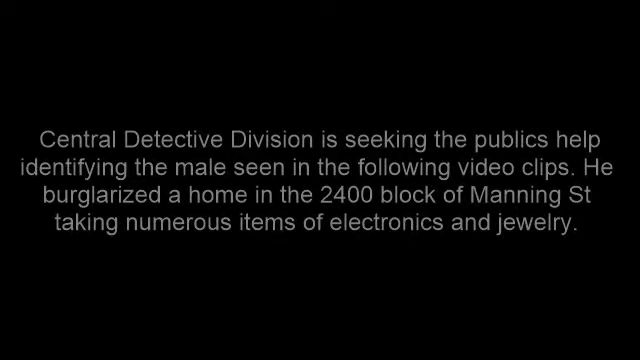 Central Detective Division is seeking the publics help
identifying the male seen in the following video clips. He
burglarized a home in the 2400 block of Manning St
taking numerous items of electronics and jewelry.